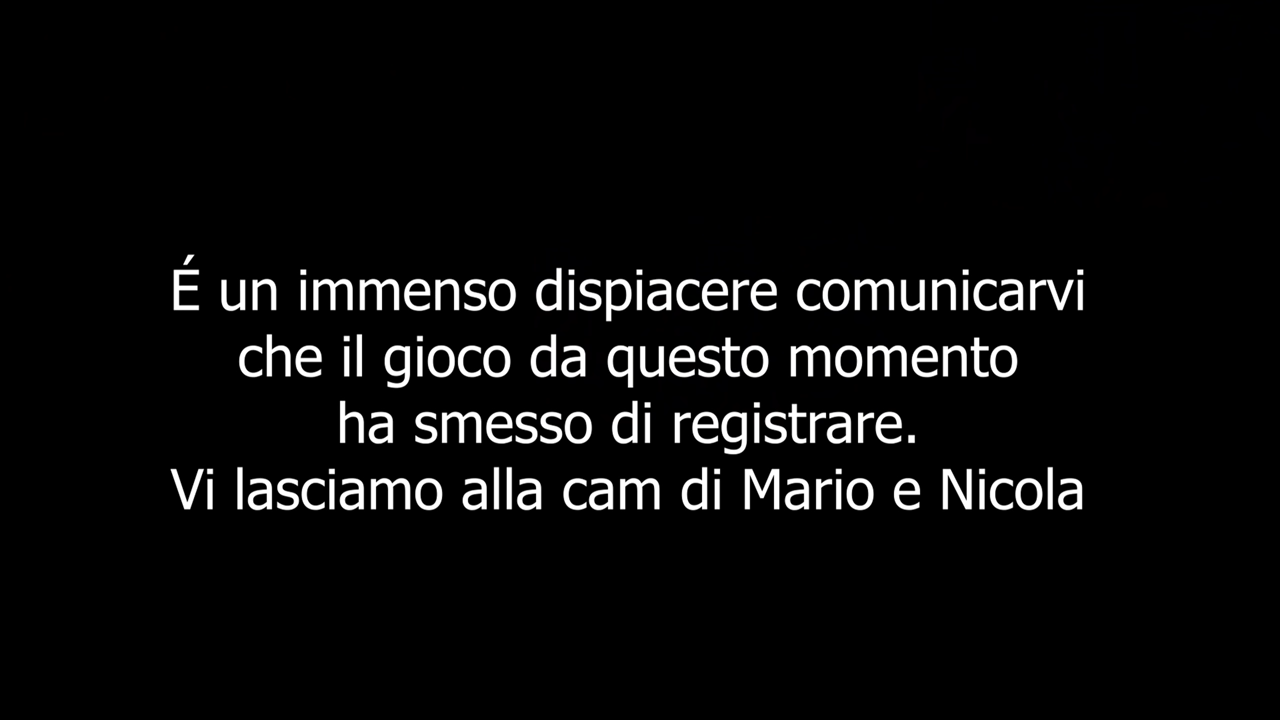 É un immenso dispiacere comunicarvi
che il gioco da questo momento
ha smesso di registrare.
Vi lasciamo alla cam di Mario e Nicola